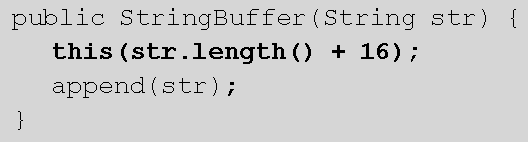 public StringBuffer(String str) {
this(str.length() + 16);
append(str);
}